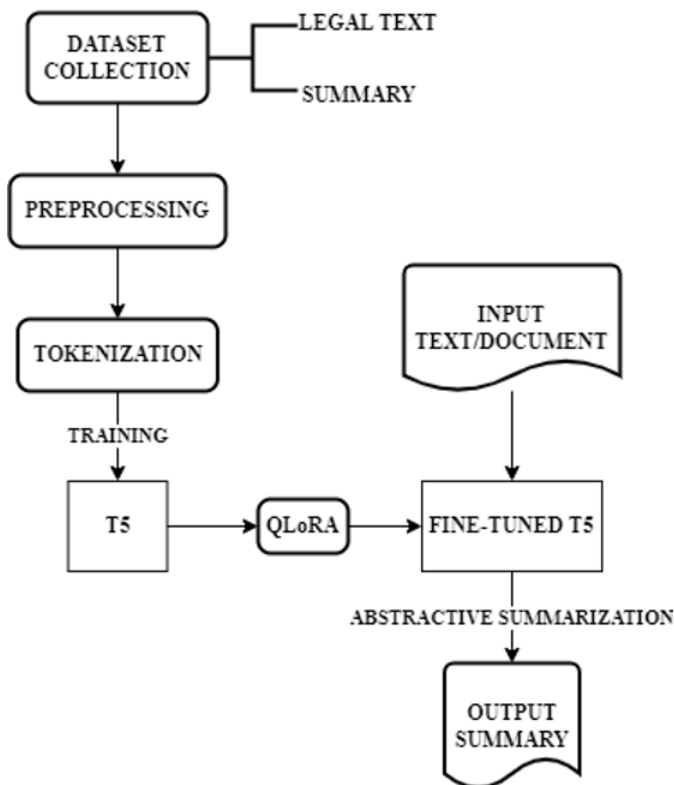 DATASET
COLLECTION
LEGAL TEXT
SUMMARY
PREPROCESSING
TOKENIZATION
TRAINING
T5
QLoRA
INPUT
TEXT/DOCUMENT
FINE-TUNED T5
ABSTRACTIVE SUMMARIZATION
OUTPUT
SUMMARY